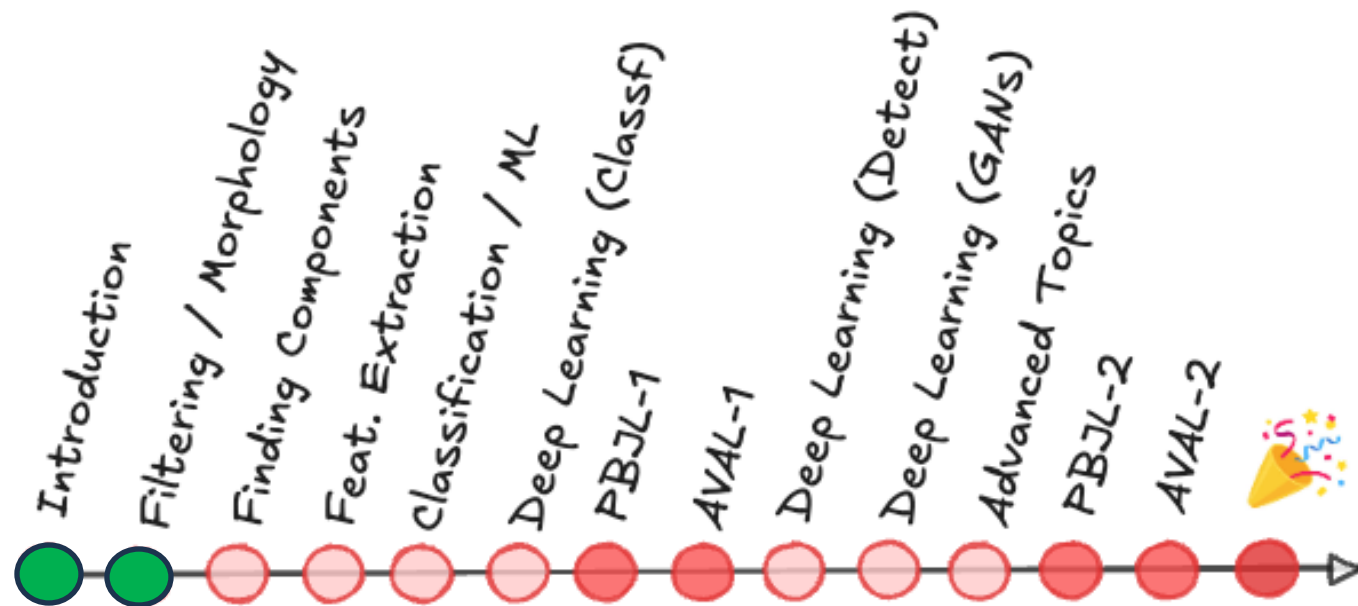 Introduction
Filtering / Morphology
Finding Components
Feat. Extraction
Classification / ML
Deep Learning (Classf)
PBJL-1
AVAL-1
Deep Learning (Detect)
Deep Learning (GANs)
Advanced Topics
PBJL-2
AVAL-2